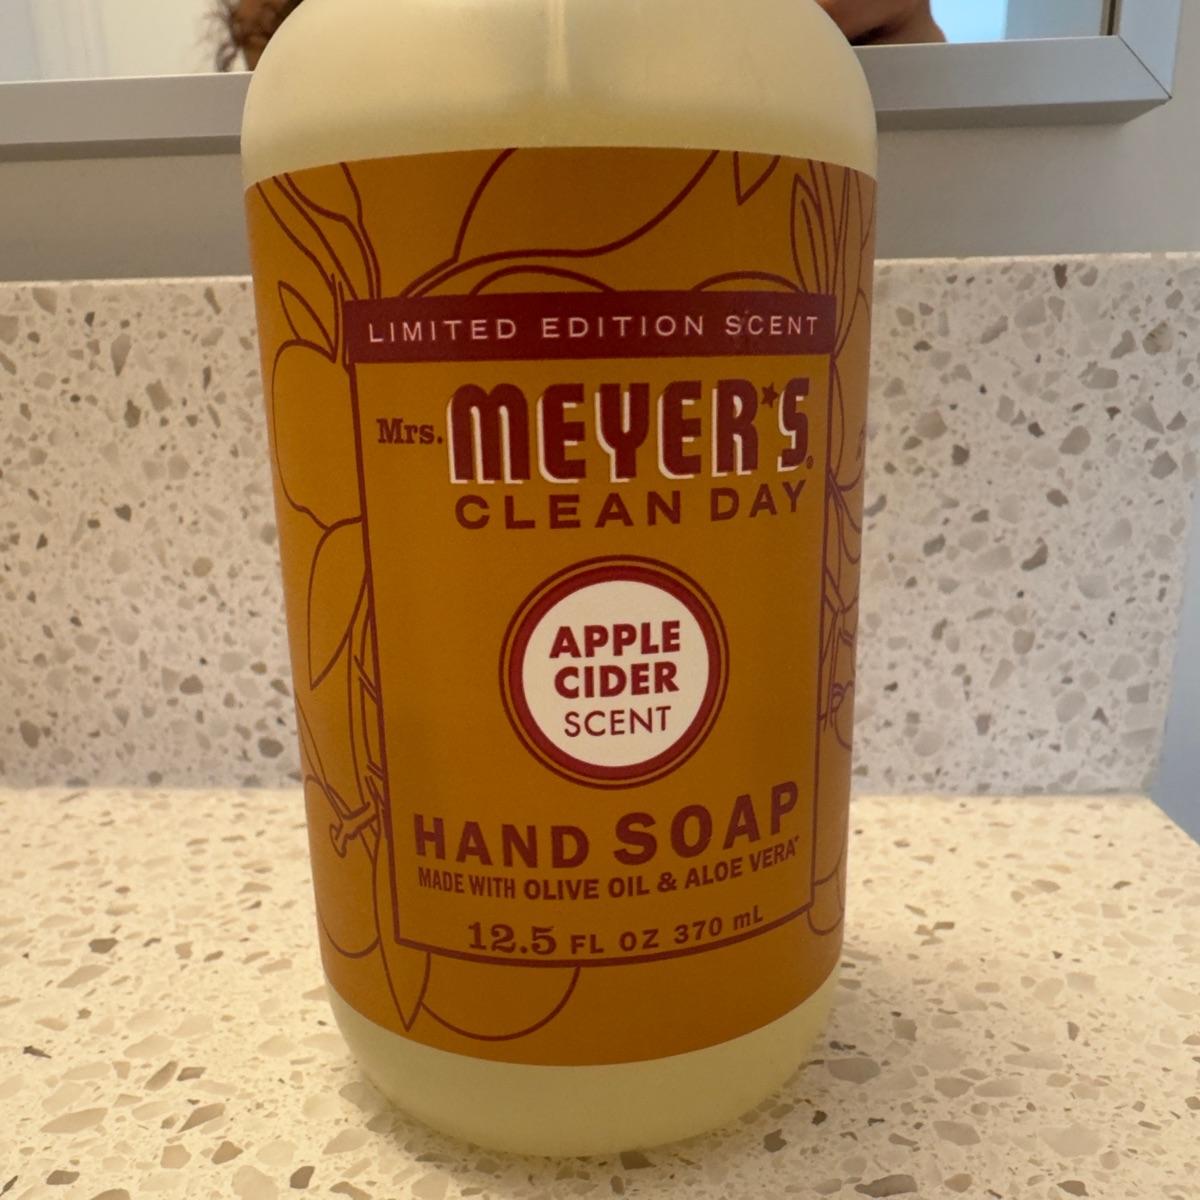 LIMITED EDITION SCENT
Mrs. MEYER'S®
CLEAN DAY
APPLE
CIDER
SCENT
HAND SOAP
MADE WITH OLIVE OIL & ALOE VERA*
12.5 FL OZ 370 mL